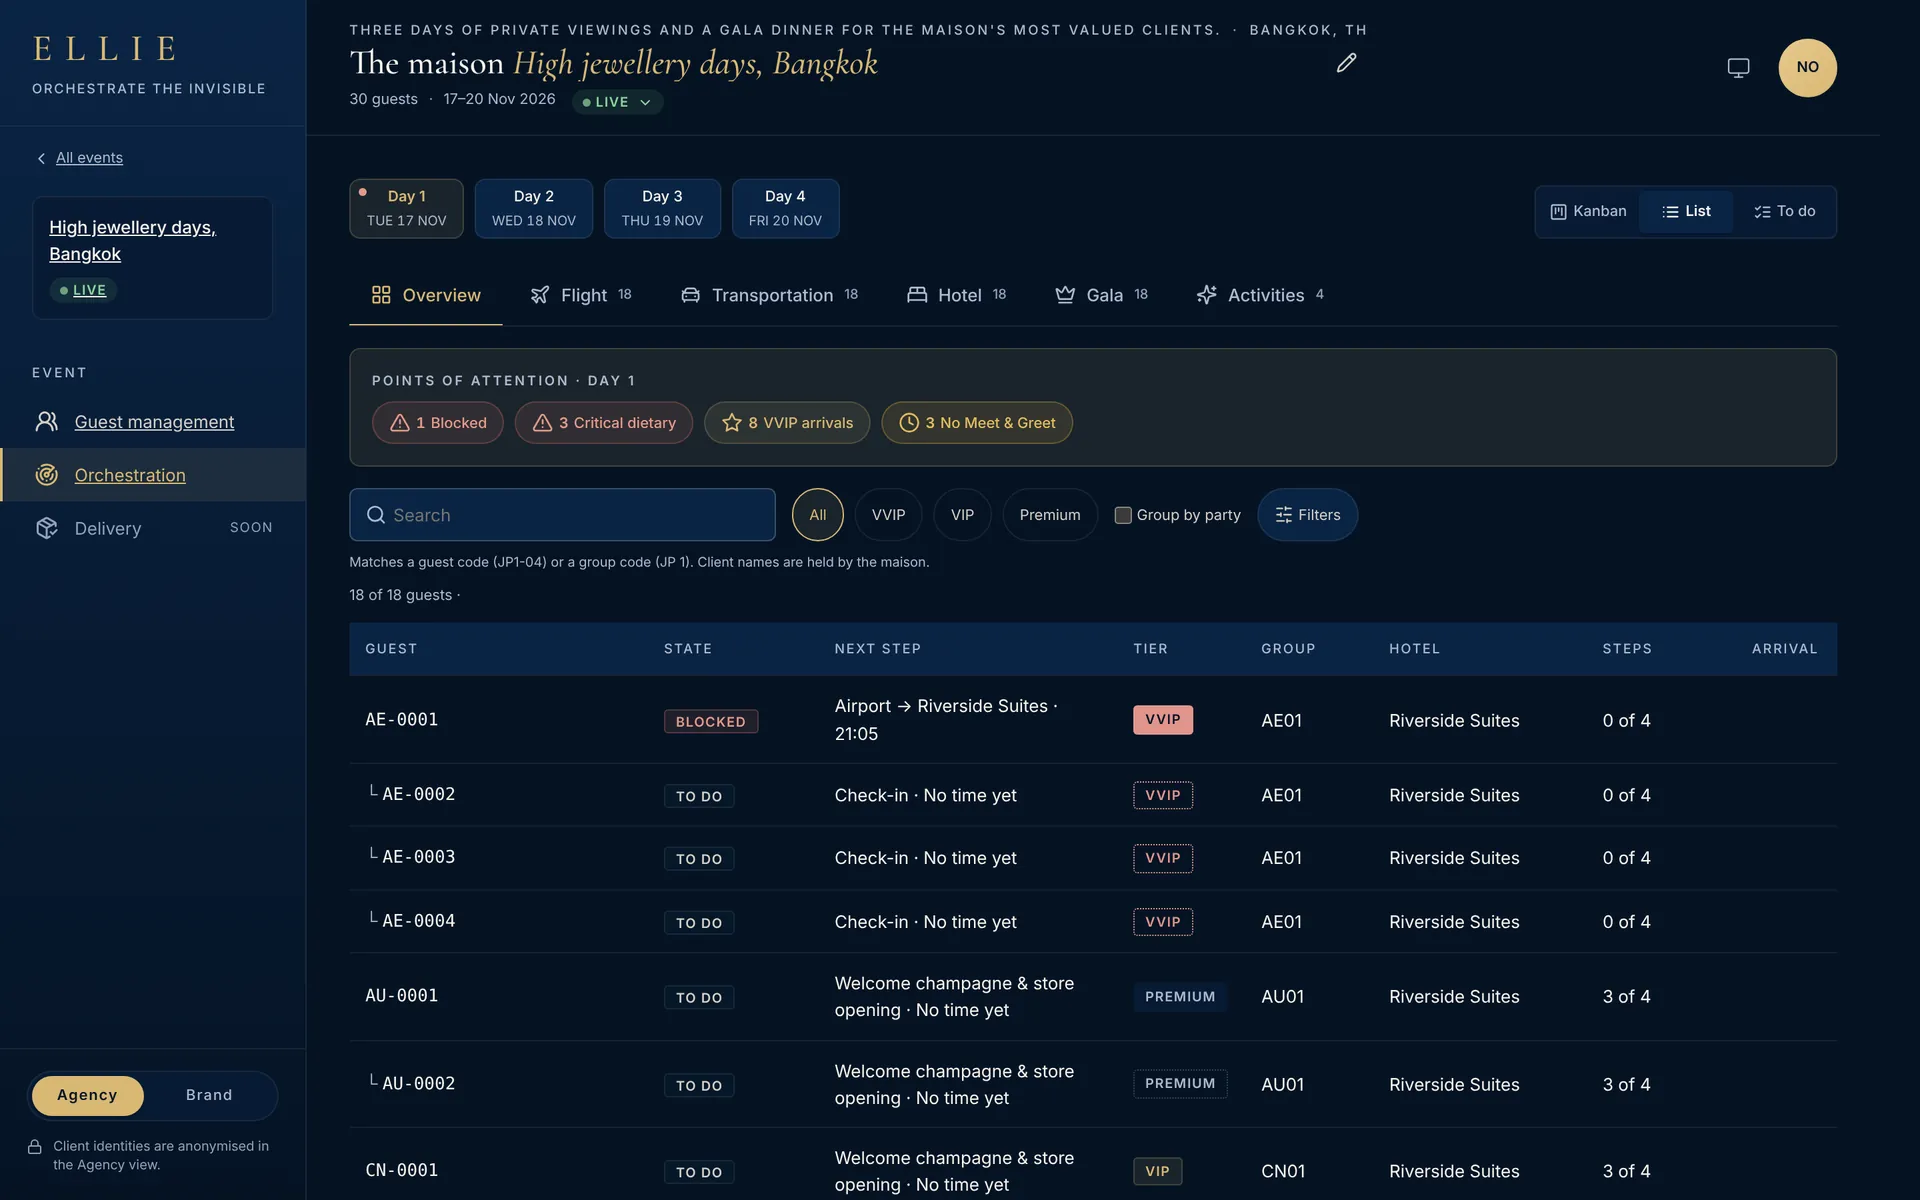 ELLIE
ORCHESTRATE THE INVISIBLE
All events
High jewellery days,
Bangkok
LIVE
EVENT
Guest management
Orchestration
Delivery SOON
Agency Brand
Client identities are anonymised in
the Agency view.
THREE DAYS OF PRIVATE VIEWINGS AND A GALA DINNER FOR THE MAISON'S MOST VALUED CLIENTS. · BANGKOK, TH
The maison High jewellery days, Bangkok
30 guests · 17–20 Nov 2026 LIVE
NO
Day 1 Day 2 Day 3 Day 4
TUE 17 NOV WED 18 NOV THU 19 NOV FRI 20 NOV
Kanban List To do
Overview Flight 18 Transportation 18 Hotel 18 Gala 18 Activities 4
POINTS OF ATTENTION · DAY 1
1 Blocked 3 Critical dietary 8 VVIP arrivals 3 No Meet & Greet
Search All VVIP VIP Premium Group by party Filters
Matches a guest code (JP1-04) or a group code (JP 1). Client names are held by the maison.
18 of 18 guests ·
GUEST STATE NEXT STEP TIER GROUP HOTEL STEPS ARRIVAL
AE-0001 BLOCKED Airport → Riverside Suites · VVIP AE01 Riverside Suites 0 of 4
21:05
AE-0002 TO DO Check-in · No time yet VVIP AE01 Riverside Suites 0 of 4
AE-0003 TO DO Check-in · No time yet VVIP AE01 Riverside Suites 0 of 4
AE-0004 TO DO Check-in · No time yet VVIP AE01 Riverside Suites 0 of 4
AU-0001 TO DO Welcome champagne & store PREMIUM AU01 Riverside Suites 3 of 4
opening · No time yet
AU-0002 TO DO Welcome champagne & store PREMIUM AU01 Riverside Suites 3 of 4
opening · No time yet
CN-0001 TO DO Welcome champagne & store VIP CN01 Riverside Suites 3 of 4
opening · No time yet